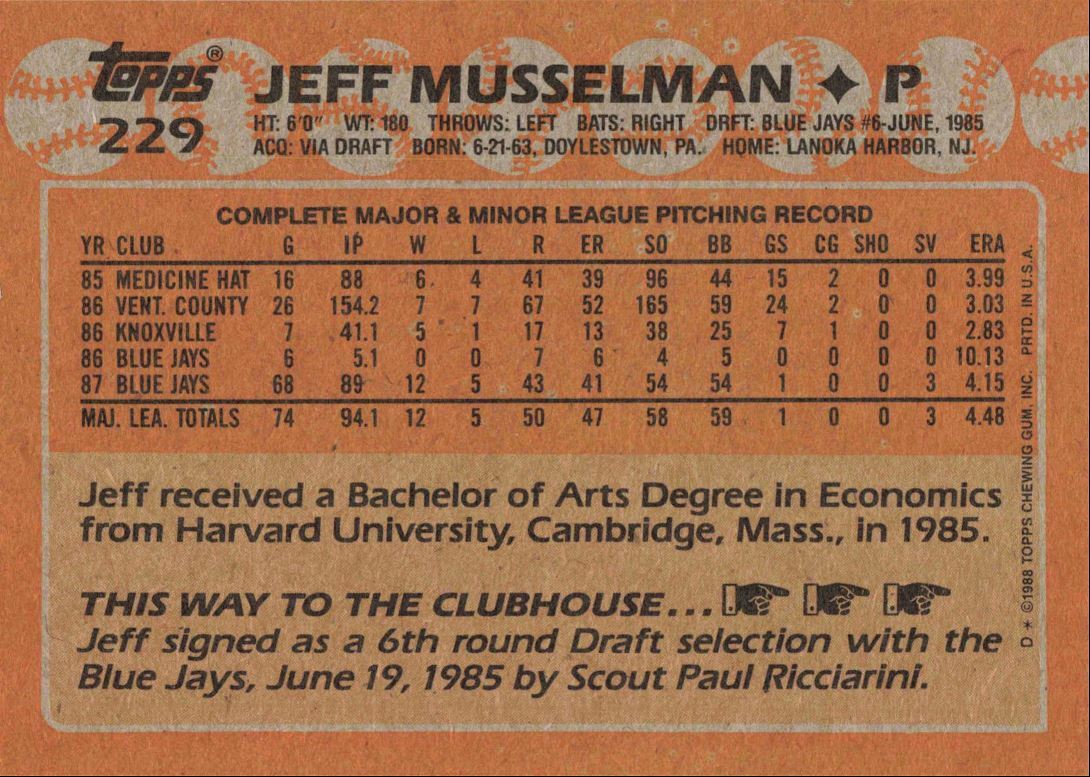 TOPPS®
229
JEFF MUSSELMAN ✦ P
HT: 6'0" WT: 180 THROWS: LEFT BATS: RIGHT DRFT: BLUE JAYS #6-JUNE, 1985
ACQ: VIA DRAFT BORN: 6-21-63, DOYLESTOWN, PA. HOME: LANOKA HARBOR, NJ.
COMPLETE MAJOR & MINOR LEAGUE PITCHING RECORD
YR CLUB G IP W L R ER SO BB GS CG SHO SV ERA
85 MEDICINE HAT 16 88 6 4 41 39 96 44 15 2 0 0 3.99
86 VENT. COUNTY 26 154.2 7 7 67 52 165 59 24 2 0 0 3.03
86 KNOXVILLE 7 41.1 5 1 17 13 38 25 7 1 0 0 2.83
86 BLUE JAYS 6 5.1 0 0 7 6 4 5 0 0 0 0 10.13
87 BLUE JAYS 68 89 12 5 43 41 54 54 1 0 0 3 4.15
MAJ. LEA. TOTALS 74 94.1 12 5 50 47 58 59 1 0 0 3 4.48
Jeff received a Bachelor of Arts Degree in Economics
from Harvard University, Cambridge, Mass., in 1985.
THIS WAY TO THE CLUBHOUSE...
Jeff signed as a 6th round Draft selection with the
Blue Jays, June 19, 1985 by Scout Paul Ricciarini.
D * ©1988 TOPPS CHEWING GUM, INC. PRTD. IN U.S.A.